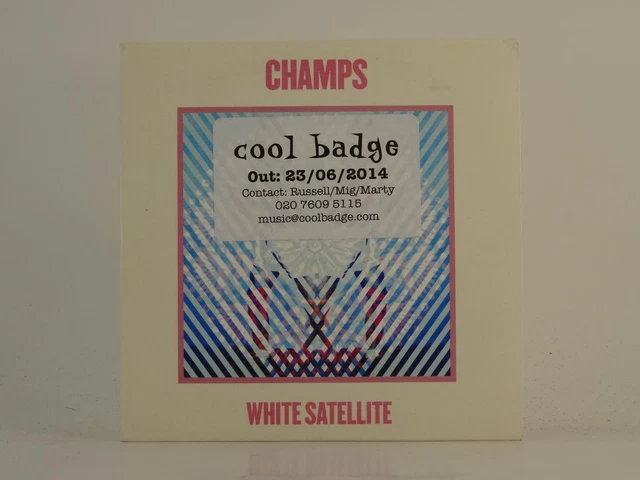 CHAMPS
cool badge
Out: 23/06/2014
Contact: Russell/Mig/Marty
020 7609 5115
music@coolbadge.com
WHITE SATELLITE